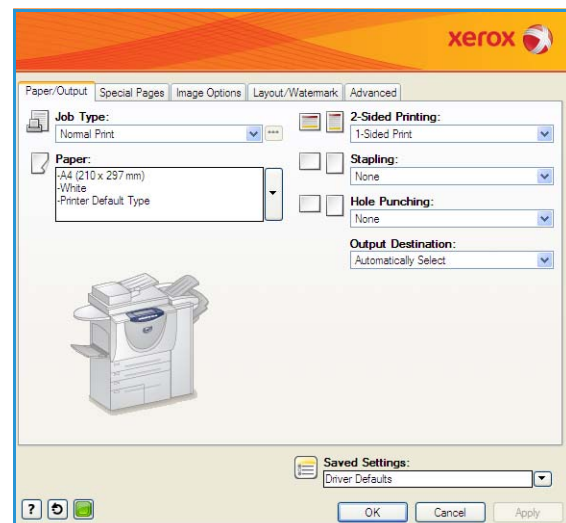 xerox
Paper/Output Special Pages Image Options Layout/Watermark Advanced
Job Type:
Normal Print
Paper:
-A4 (210 x 297 mm)
-White
-Printer Default Type
2-Sided Printing:
1-Sided Print
Stapling:
None
Hole Punching:
None
Output Destination:
Automatically Select
Saved Settings:
Driver Defaults
? OK Cancel Apply